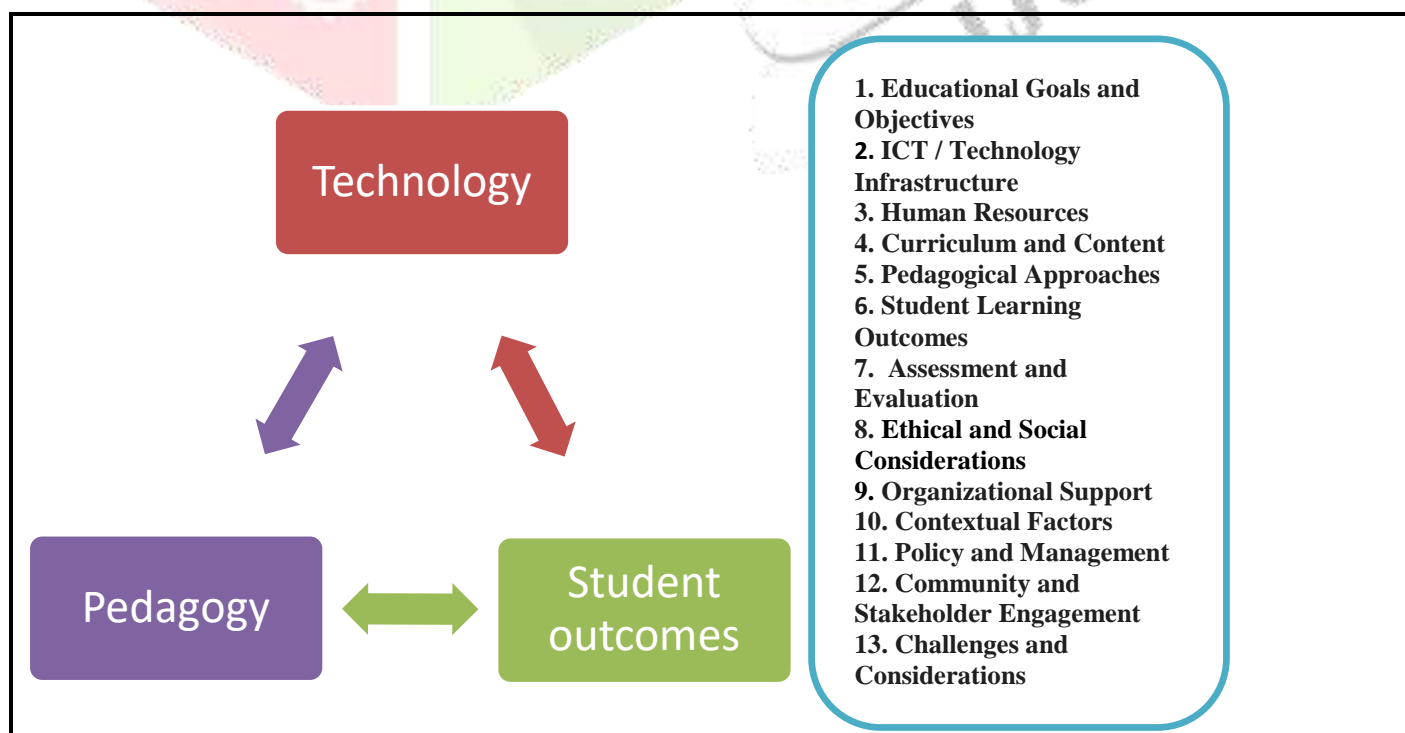 Technology
Pedagogy
Student
outcomes
1. Educational Goals and
Objectives
2. ICT / Technology
Infrastructure
3. Human Resources
4. Curriculum and Content
5. Pedagogical Approaches
6. Student Learning
Outcomes
7. Assessment and
Evaluation
8. Ethical and Social
Considerations
9. Organizational Support
10. Contextual Factors
11. Policy and Management
12. Community and
Stakeholder Engagement
13. Challenges and
Considerations